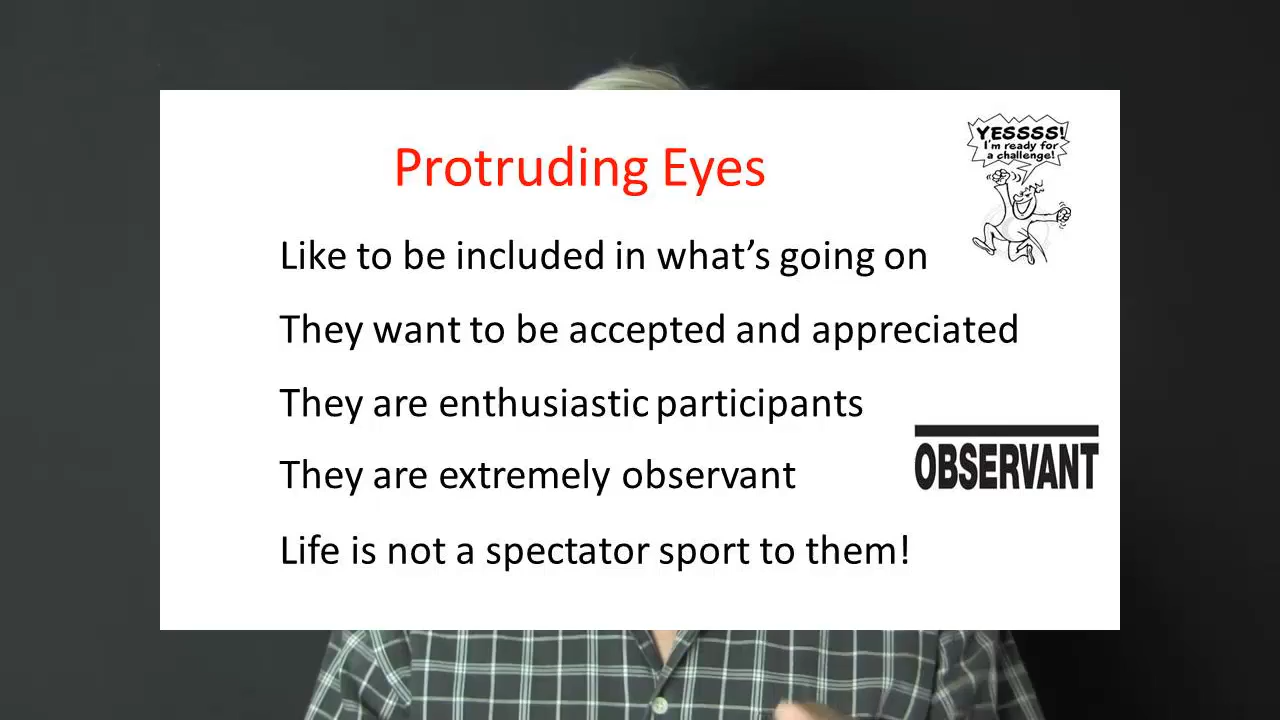 Protruding Eyes
YESSSS!
I'm ready for
a challenge!
Like to be included in what's going on
They want to be accepted and appreciated
They are enthusiastic participants
They are extremely observant
OBSERVANT
Life is not a spectator sport to them!